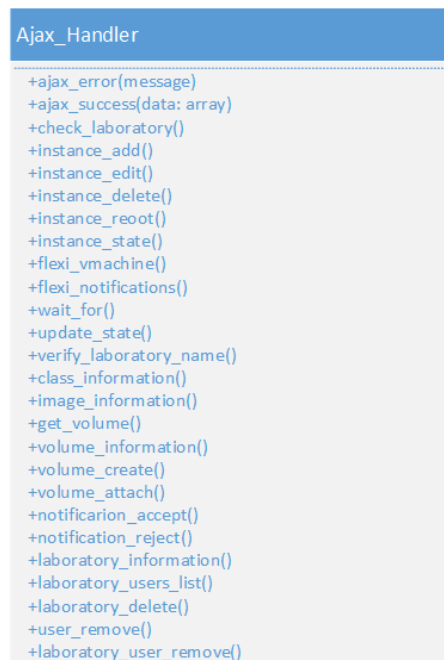 Ajax_Handler
+ajax_error(message)
+ajax_success(data: array)
+check_laboratory()
+instance_add()
+instance_edit()
+instance_delete()
+instance_reoot()
+instance_state()
+flexi_vmachine()
+flexi_notifications()
+wait_for()
+update_state()
+verify_laboratory_name()
+class_information()
+image_information()
+get_volume()
+volume_information()
+volume_create()
+volume_attach()
+notificarion_accept()
+notification_reject()
+laboratory_information()
+laboratory_users_list()
+laboratory_delete()
+user_remove()
+laboratory_user_remove()